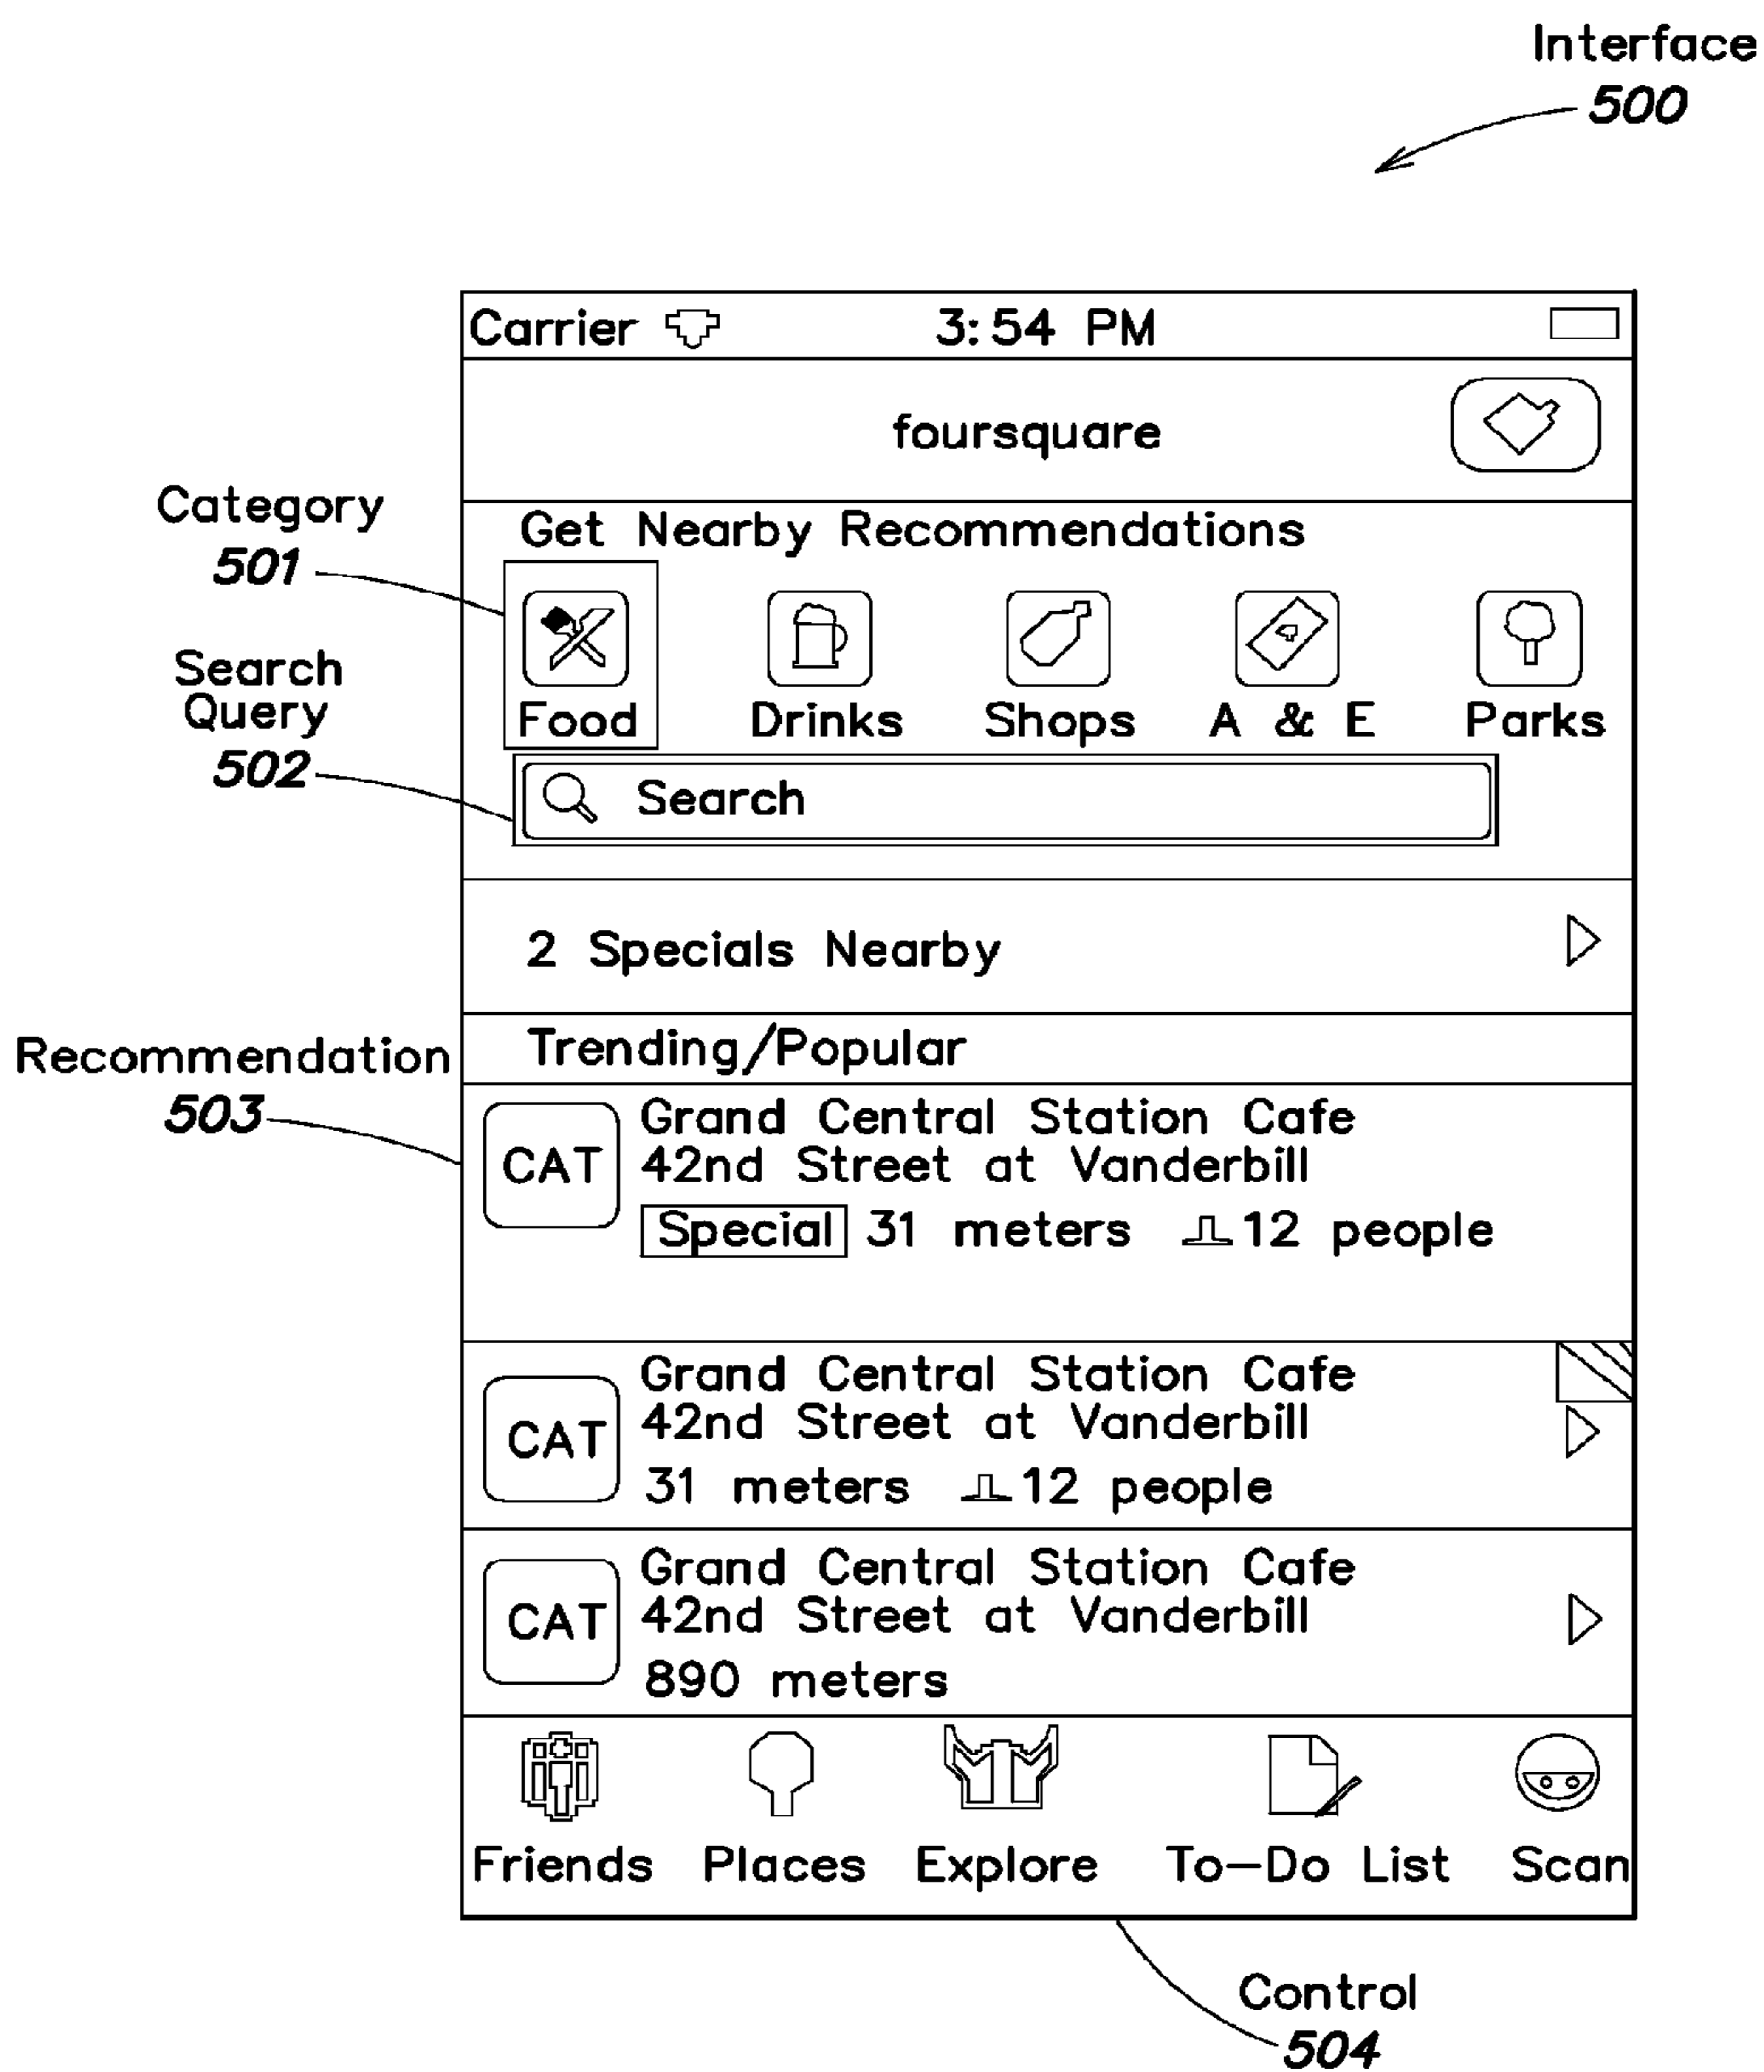 Interface
500
Carrier 3:54 PM
foursquare
Category
501
Get Nearby Recommendations
Food Drinks Shops A & E Parks
Search
Query
502
Search
2 Specials Nearby
Trending/Popular
Recommendation
503
CAT
Grand Central Station Cafe
42nd Street at Vanderbill
Special 31 meters 12 people
CAT
Grand Central Station Cafe
42nd Street at Vanderbill
31 meters 12 people
CAT
Grand Central Station Cafe
42nd Street at Vanderbill
890 meters
Friends Places Explore To-Do List Scan
Control
504